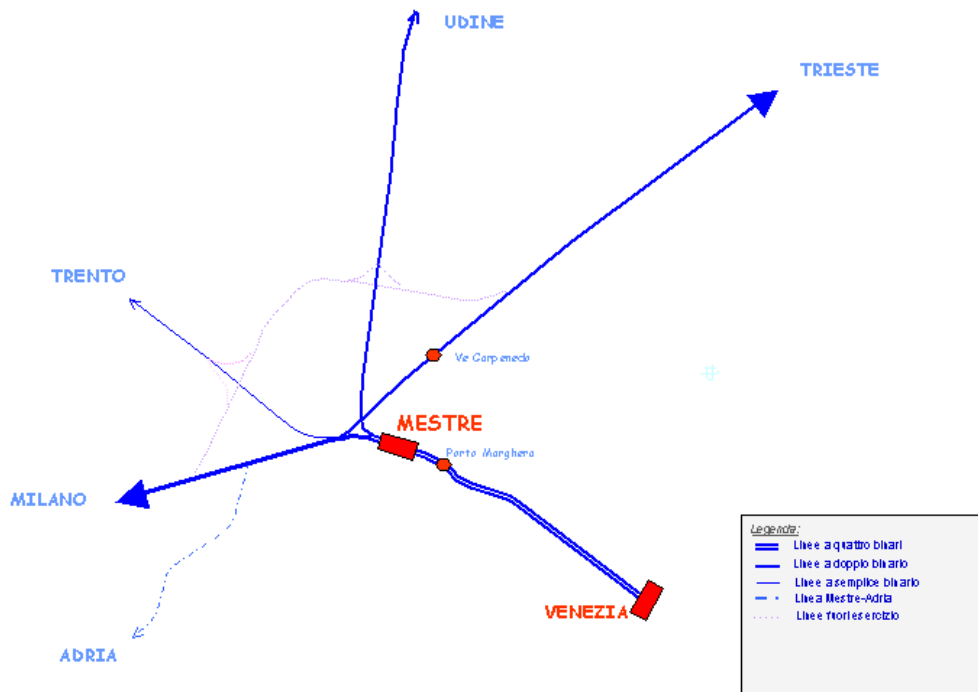 UDINE
TRIESTE
TRENTO
Ve Carpenedo
MESTRE
Porto Marghera
MILANO
VENEZIA
ADRIA
Legenda:
Linee a quattro binari
Linee a doppio binario
Linee a semplice binario
Linea Mestre-Adria
Linee fuori esercizio